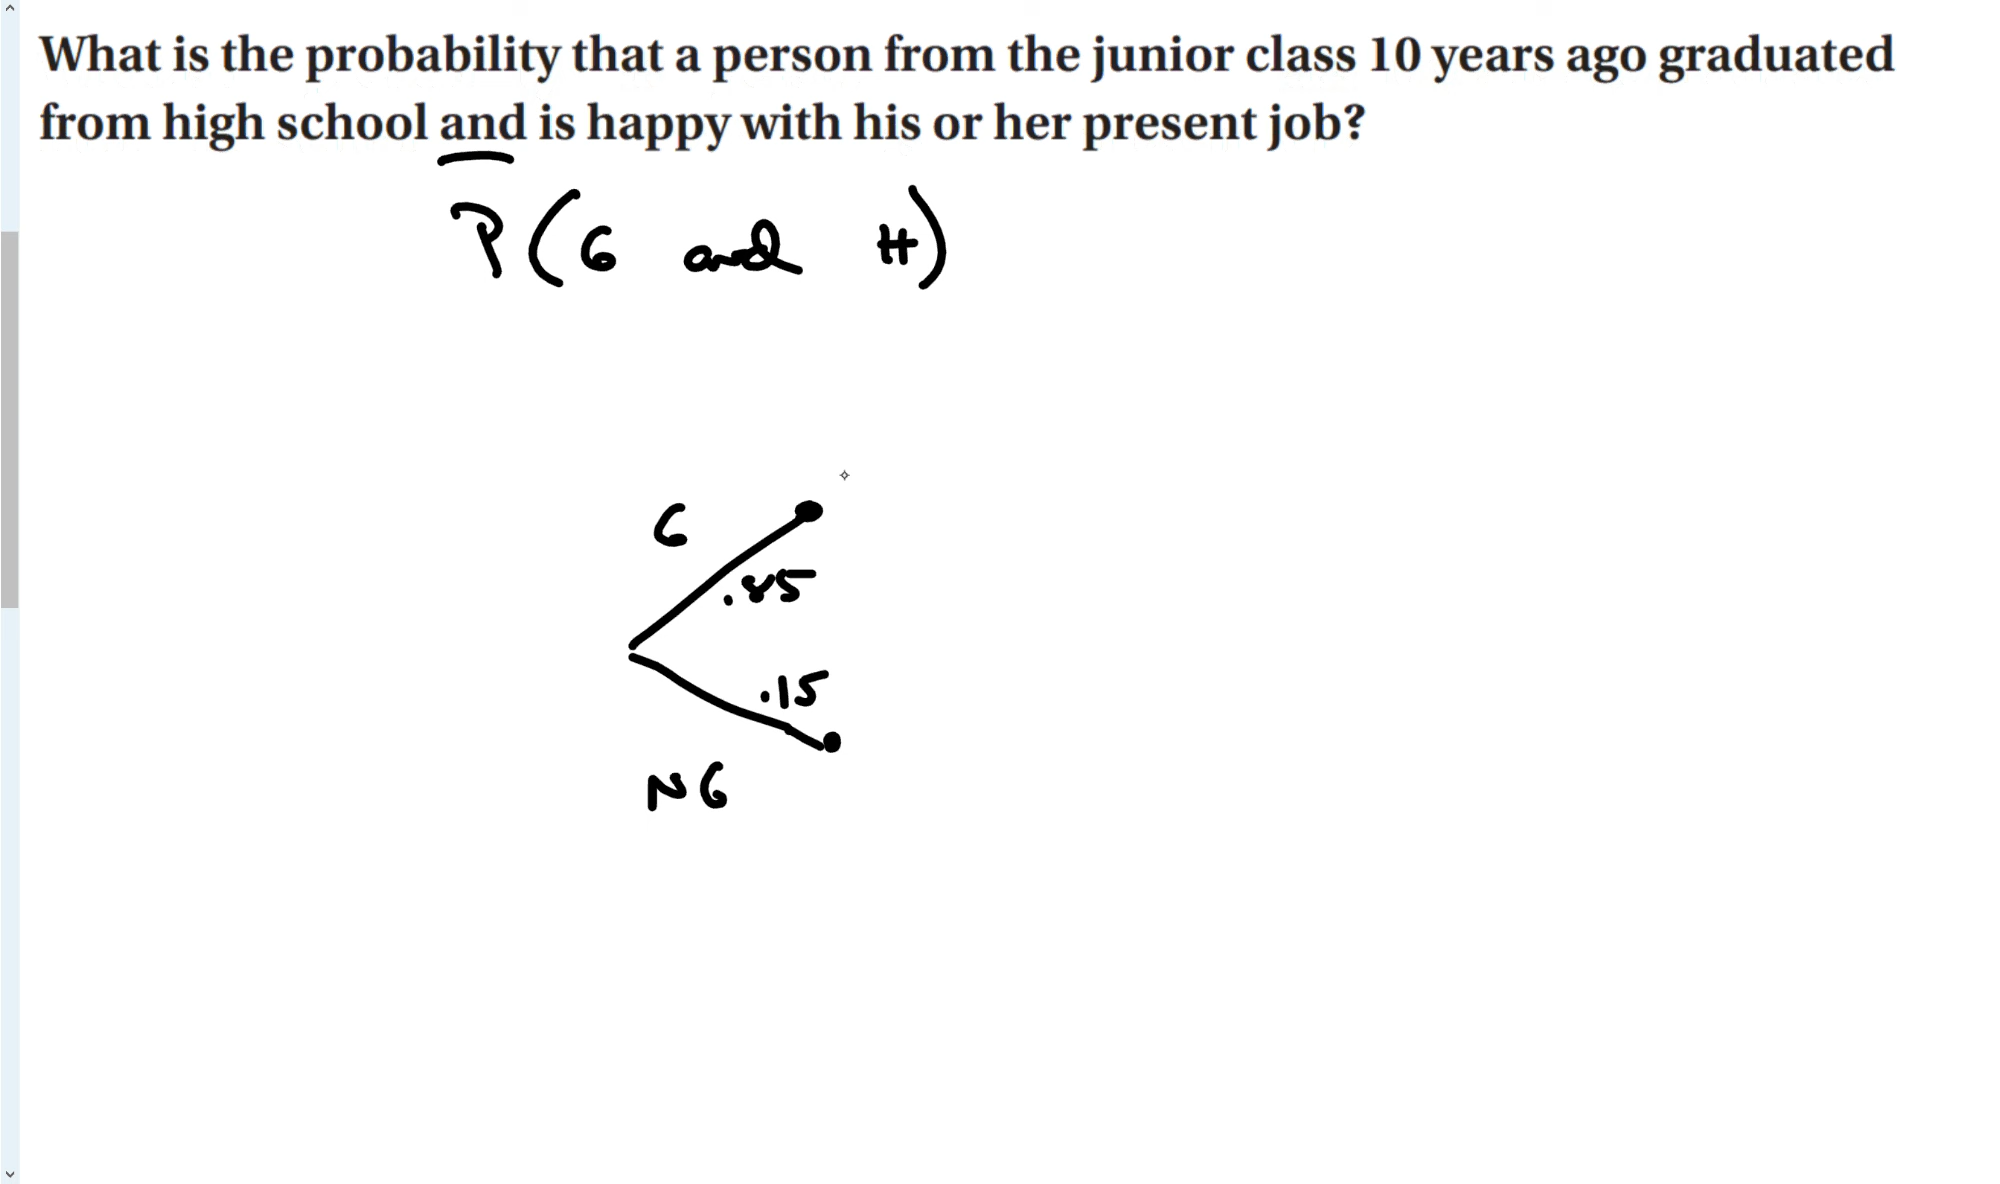 What is the probability that a person from the junior class 10 years ago graduated
from high school and is happy with his or her present job?
P(G and H)
G
.85
.15
NG